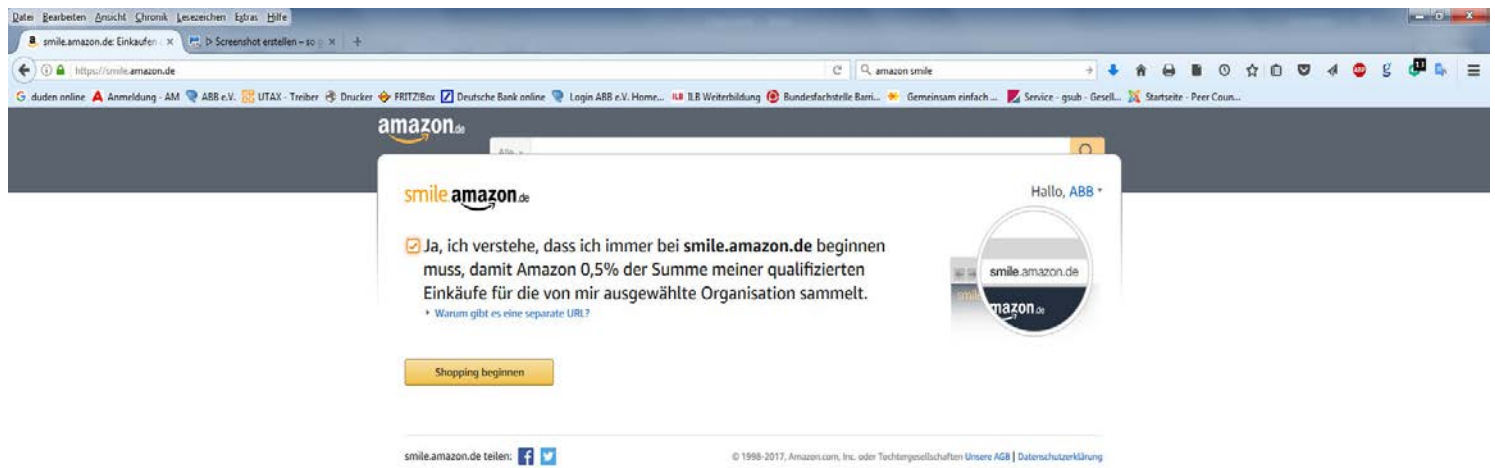 Datei Bearbeiten Ansicht Chronik Lesezeichen Extras Hilfe
smile.amazon.de: Einkaufen
Screenshot erstellen – so
https://smile.amazon.de
amazon smile
11
duden online Anmeldung - AM ABB e.V. UTAX - Treiber Drucker FRITZ!Box Deutsche Bank online Login ABB e.V. Home... ILB ILB Weiterbildung Bundesfachstelle Barri... Gemeinsam einfach ... Service - gsub - Gesell... Startseite - Peer Coun...
amazon.de
smile.amazon.de
Hallo, ABB
Ja, ich verstehe, dass ich immer bei smile.amazon.de beginnen
muss, damit Amazon 0,5% der Summe meiner qualifizierten
Einkäufe für die von mir ausgewählte Organisation sammelt.
Warum gibt es eine separate URL?
smile.amazon.de
mazon.de
Shopping beginnen
smile.amazon.de teilen:
© 1998-2017, Amazon.com, Inc. oder Tochtergesellschaften Unsere AGB | Datenschutzerklärung